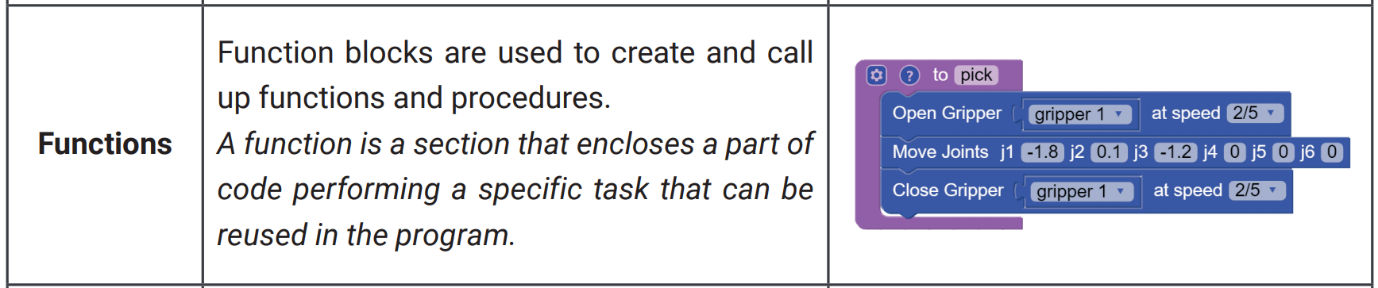 Functions
Function blocks are used to create and call
up functions and procedures.
A function is a section that encloses a part of
code performing a specific task that can be
reused in the program.
? to pick
Open Gripper gripper 1 at speed 2/5
Move Joints j1 -1.8 j2 0.1 j3 -1.2 j4 0 j5 0 j6 0
Close Gripper gripper 1 at speed 2/5